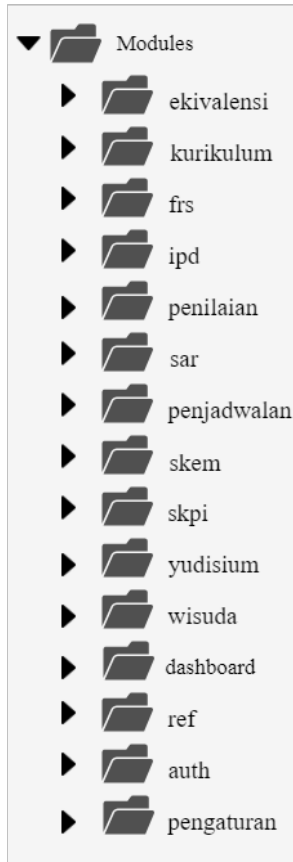 Modules
ekivalensi
kurikulum
frs
ipd
penilaian
sar
penjadwalan
skem
skpi
yudisium
wisuda
dashboard
ref
auth
pengaturan